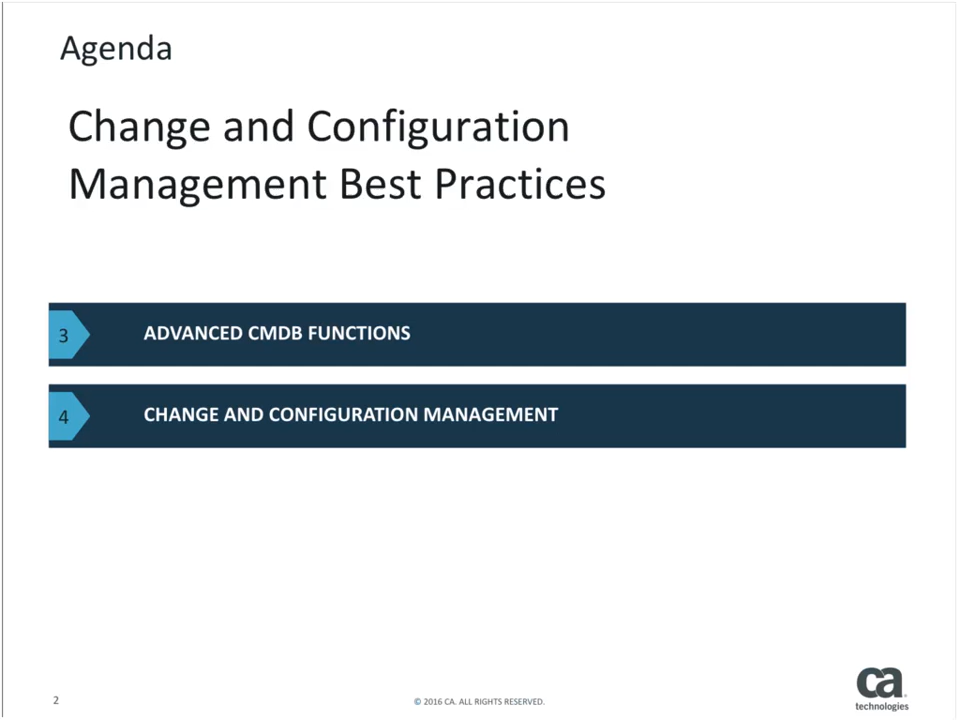 Agenda
Change and Configuration
Management Best Practices
3
ADVANCED CMDB FUNCTIONS
4
CHANGE AND CONFIGURATION MANAGEMENT
2
© 2016 CA. ALL RIGHTS RESERVED.
ca
technologies